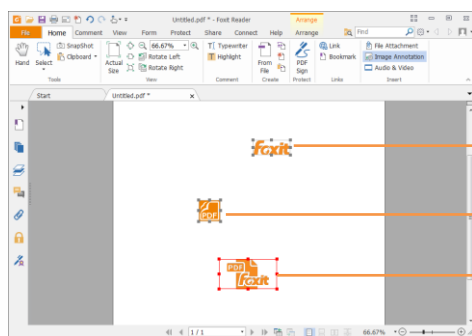 Untitled.pdf * - Foxit Reader
Arrange
File Home Comment View Form Protect Share Connect Help Arrange Find
Hand
Select
SnapShot
Clipboard
Tools
Actual Size
66.67%
Rotate Left
Rotate Right
View
Typewriter
Highlight
Comment
From File
Create
PDF Sign
Protect
Link
Bookmark
Links
File Attachment
Image Annotation
Audio & Video
Insert
Start
Untitled.pdf *
foxit
PDF
PDF
foxit
1 / 1
66.67%